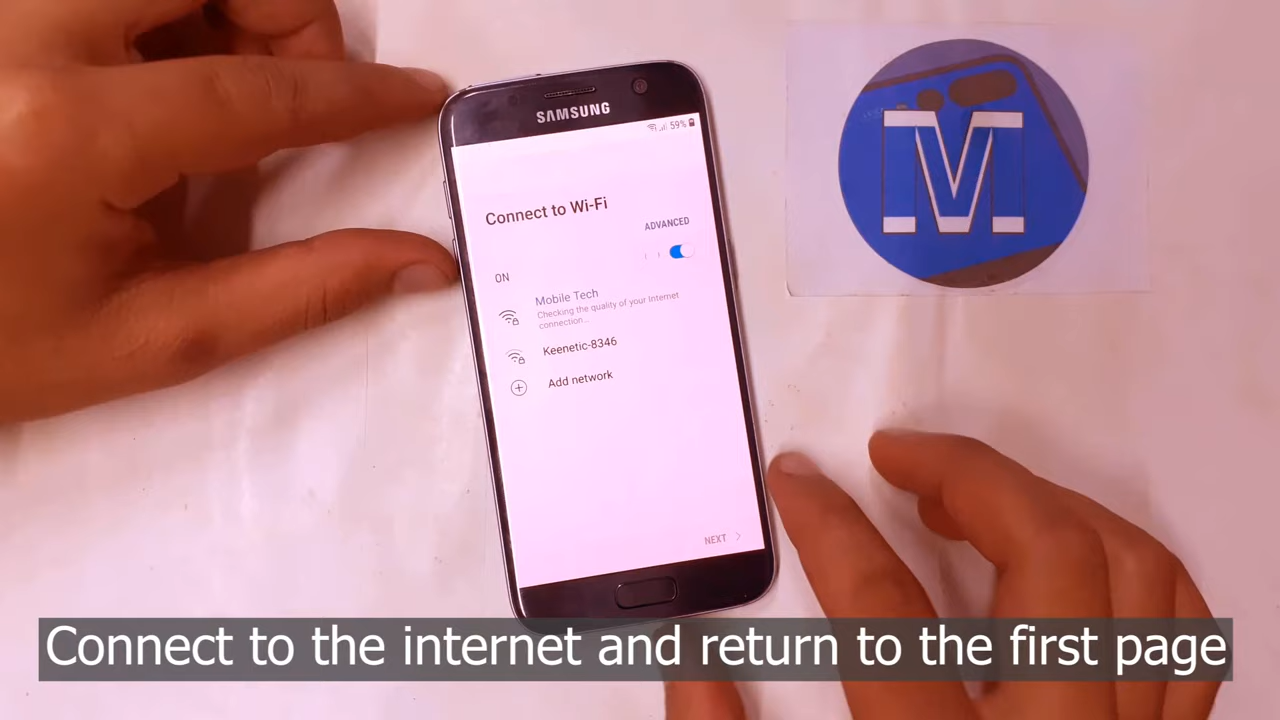 SAMSUNG
59%
Connect to Wi-Fi
ADVANCED
ON
Mobile Tech
Checking the quality of your Internet
connection...
Keenetic-8346
Add network
NEXT
M
Connect to the internet and return to the first page